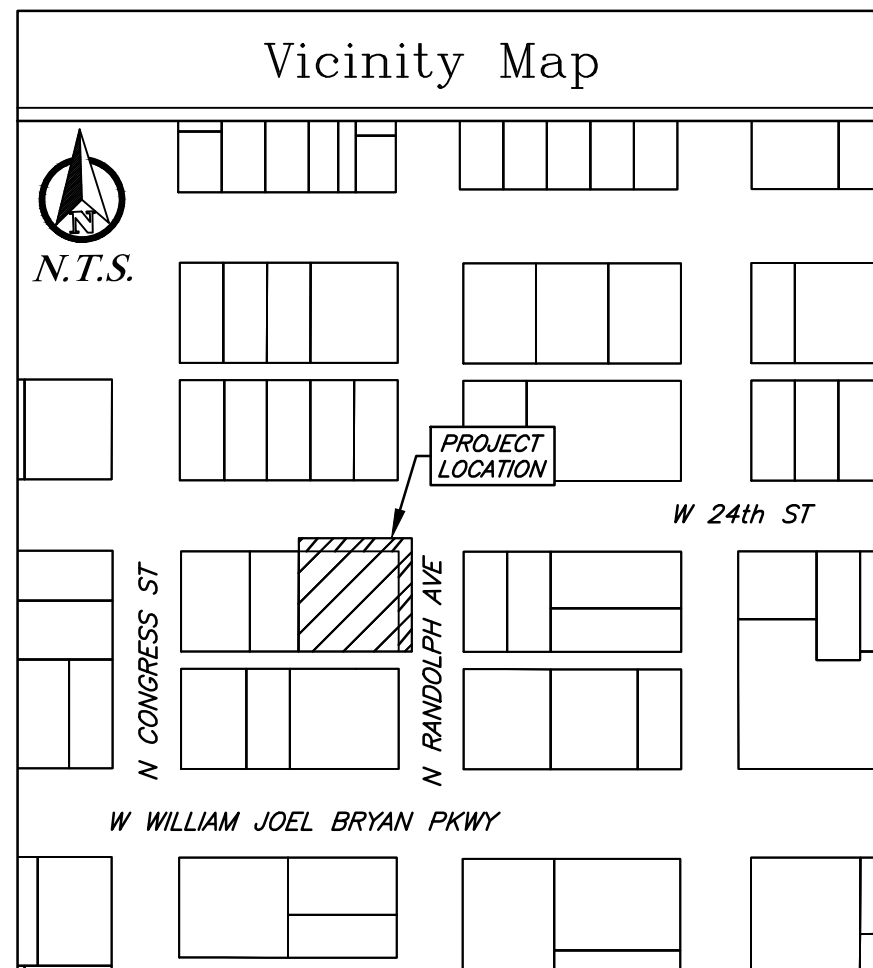 Vicinity Map
N
N.T.S.
PROJECT
LOCATION
W 24th ST
N CONGRESS ST
N RANDOLPH AVE
W WILLIAM JOEL BRYAN PKWY